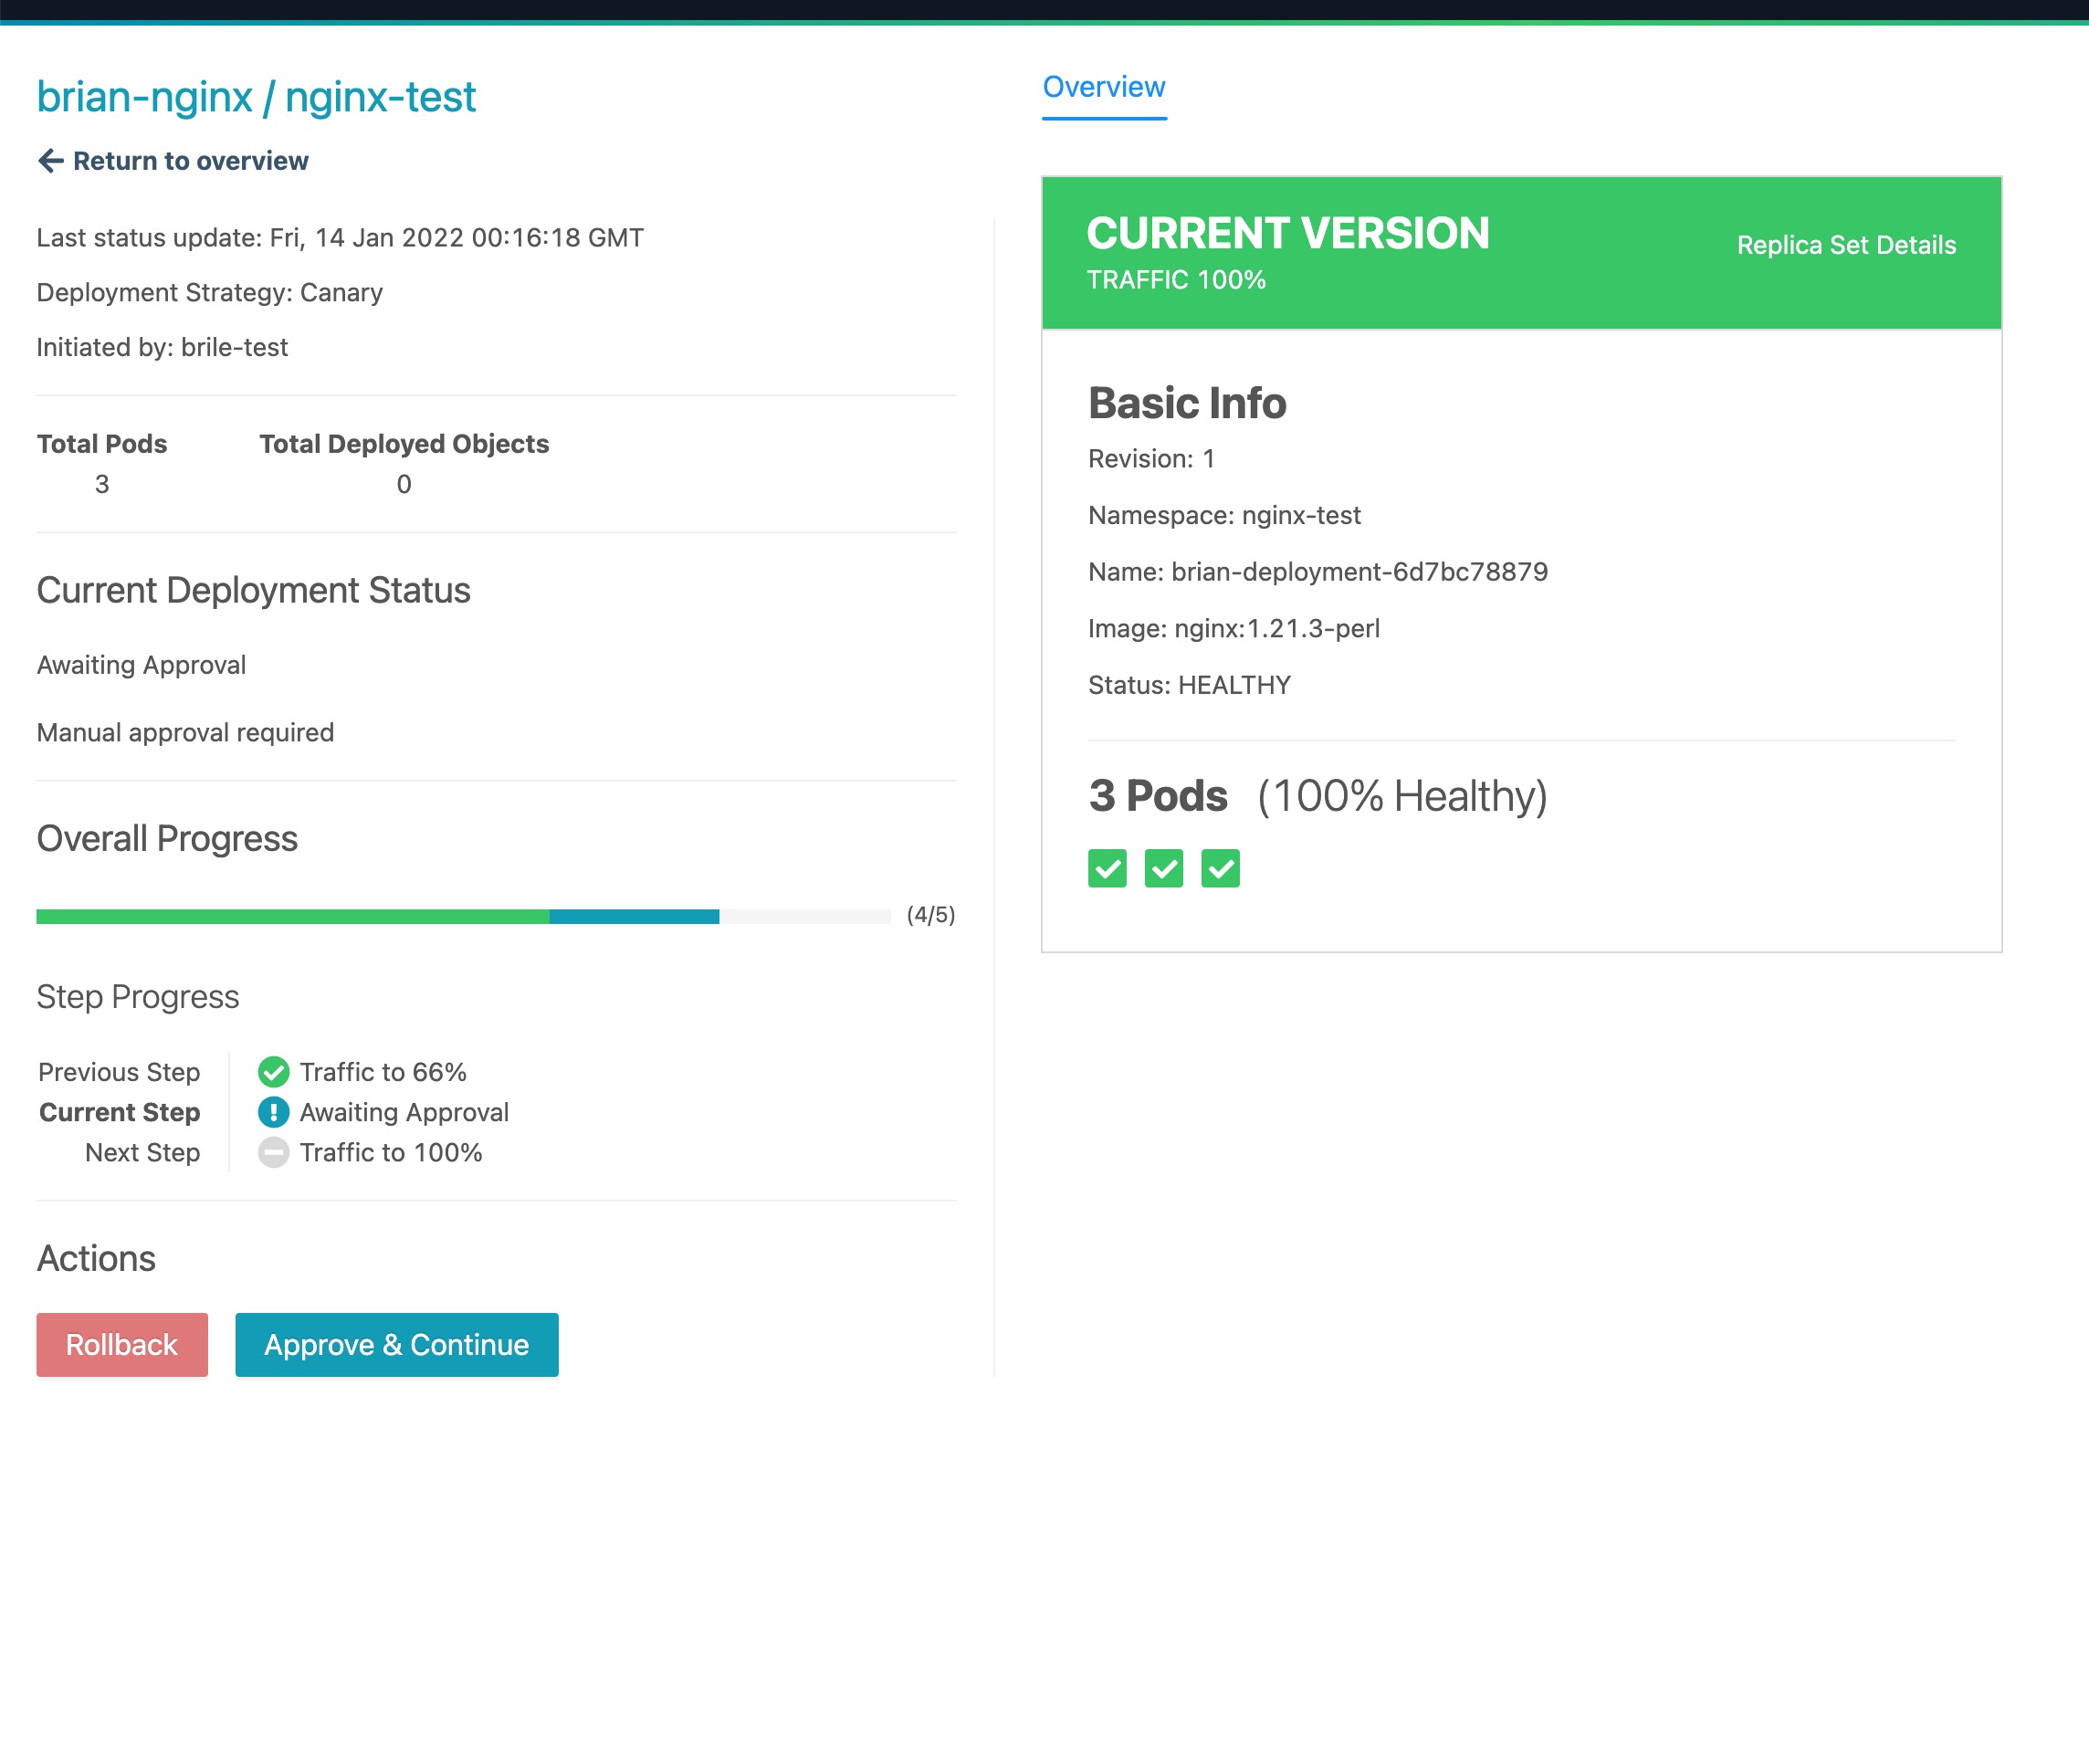 brian-nginx / nginx-test
Return to overview
Last status update: Fri, 14 Jan 2022 00:16:18 GMT
Deployment Strategy: Canary
Initiated by: brile-test
Total Pods Total Deployed Objects
3 0
Current Deployment Status
Awaiting Approval
Manual approval required
Overall Progress
(4/5)
Step Progress
Previous Step Traffic to 66%
Current Step Awaiting Approval
Next Step Traffic to 100%
Actions
Rollback Approve & Continue
Overview
CURRENT VERSION
TRAFFIC 100%
Replica Set Details
Basic Info
Revision: 1
Namespace: nginx-test
Name: brian-deployment-6d7bc78879
Image: nginx:1.21.3-perl
Status: HEALTHY
3 Pods (100% Healthy)